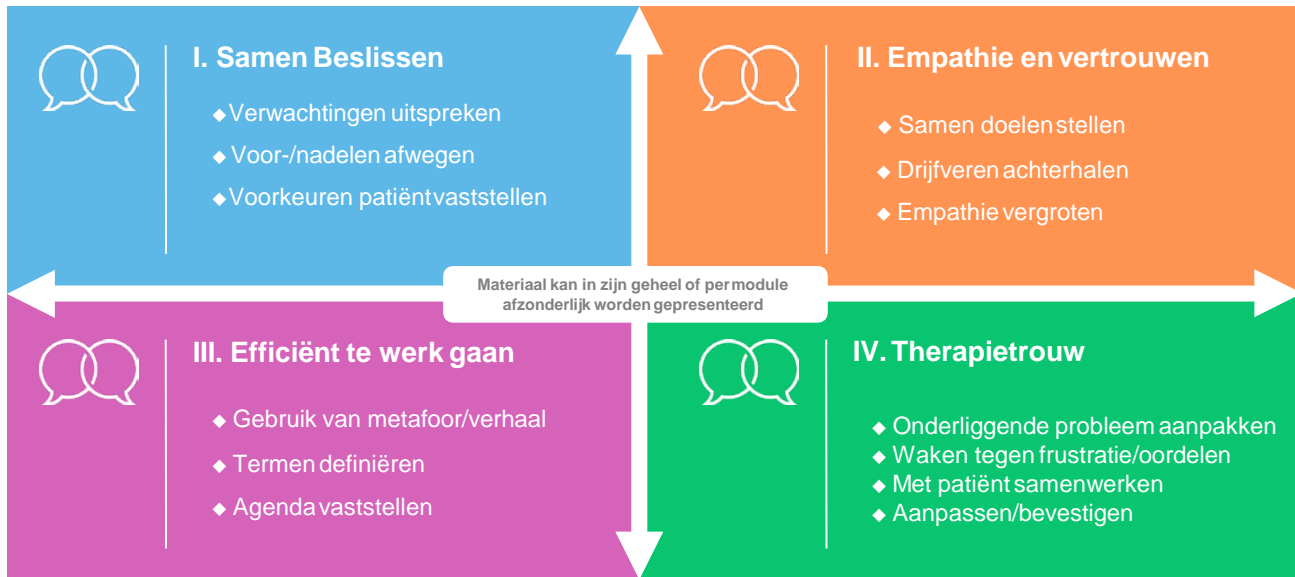 I. Samen Beslissen
◆Verwachtingen uitspreken
◆ Voor-/nadelen afwegen
◆Voorkeuren patiënt vaststellen
II. Empathie en vertrouwen
◆ Samen doelen stellen
◆ Drijfveren achterhalen
◆ Empathie vergroten
Materiaal kan in zijn geheel of per module
afzonderlijk worden gepresenteerd
III. Efficiënt te werk gaan
◆ Gebruik van metafoor/verhaal
◆ Termen definiëren
◆ Agenda vaststellen
IV. Therapietrouw
◆ Onderliggende probleem aanpakken
◆ Waken tegen frustratie/oordelen
◆ Met patiënt samenwerken
◆ Aanpassen/bevestigen